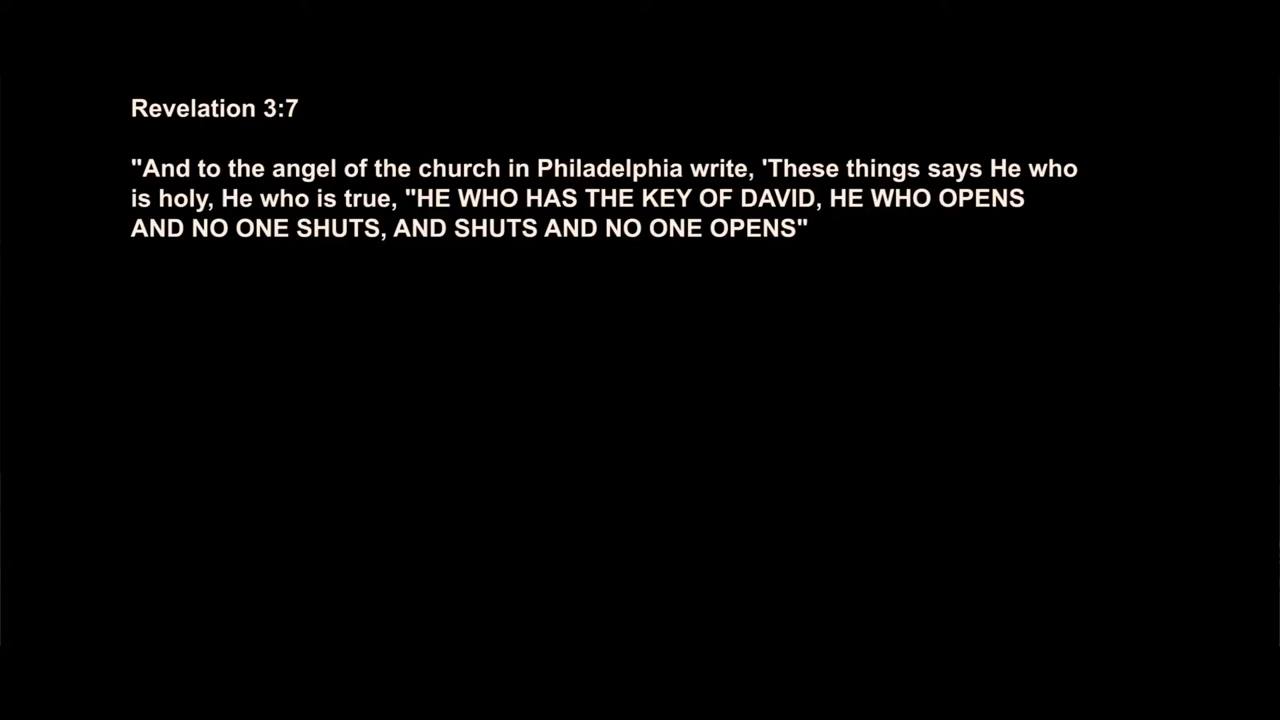 Revelation 3:7
"And to the angel of the church in Philadelphia write, 'These things says He who
is holy, He who is true, "HE WHO HAS THE KEY OF DAVID, HE WHO OPENS
AND NO ONE SHUTS, AND SHUTS AND NO ONE OPENS"